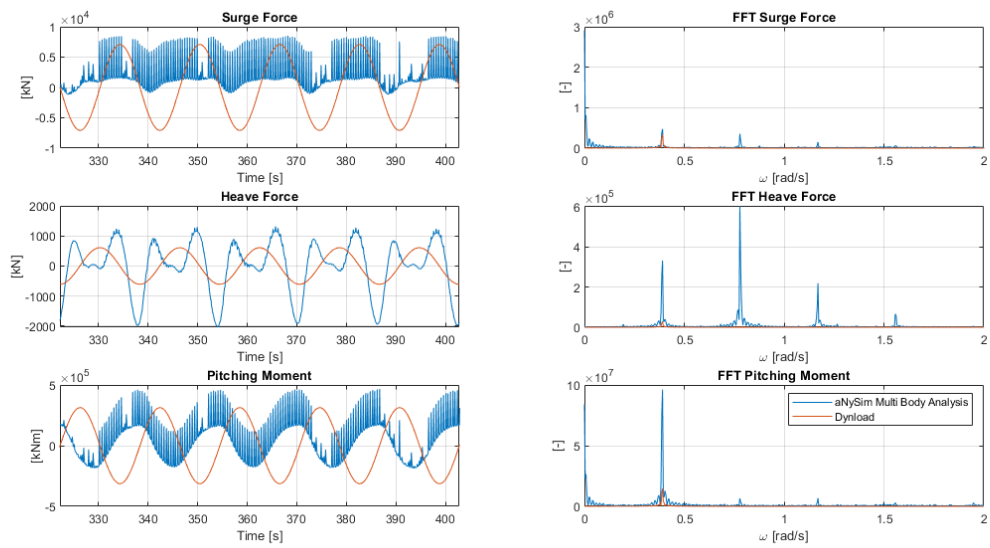 Surge Force
×10^4
1
0.5
0
-0.5
-1
[kN]
330 340 350 360 370 380 390 400
Time [s]
FFT Surge Force
×10^6
3
2
1
0
[-]
0 0.5 1 1.5 2
ω [rad/s]
Heave Force
2000
1000
0
-1000
-2000
[kN]
330 340 350 360 370 380 390 400
Time [s]
FFT Heave Force
×10^5
6
4
2
0
[-]
0 0.5 1 1.5 2
ω [rad/s]
Pitching Moment
×10^5
5
0
-5
[kNm]
330 340 350 360 370 380 390 400
Time [s]
FFT Pitching Moment
×10^7
10
5
0
[-]
aNySim Multi Body Analysis
Dynload
0 0.5 1 1.5 2
ω [rad/s]